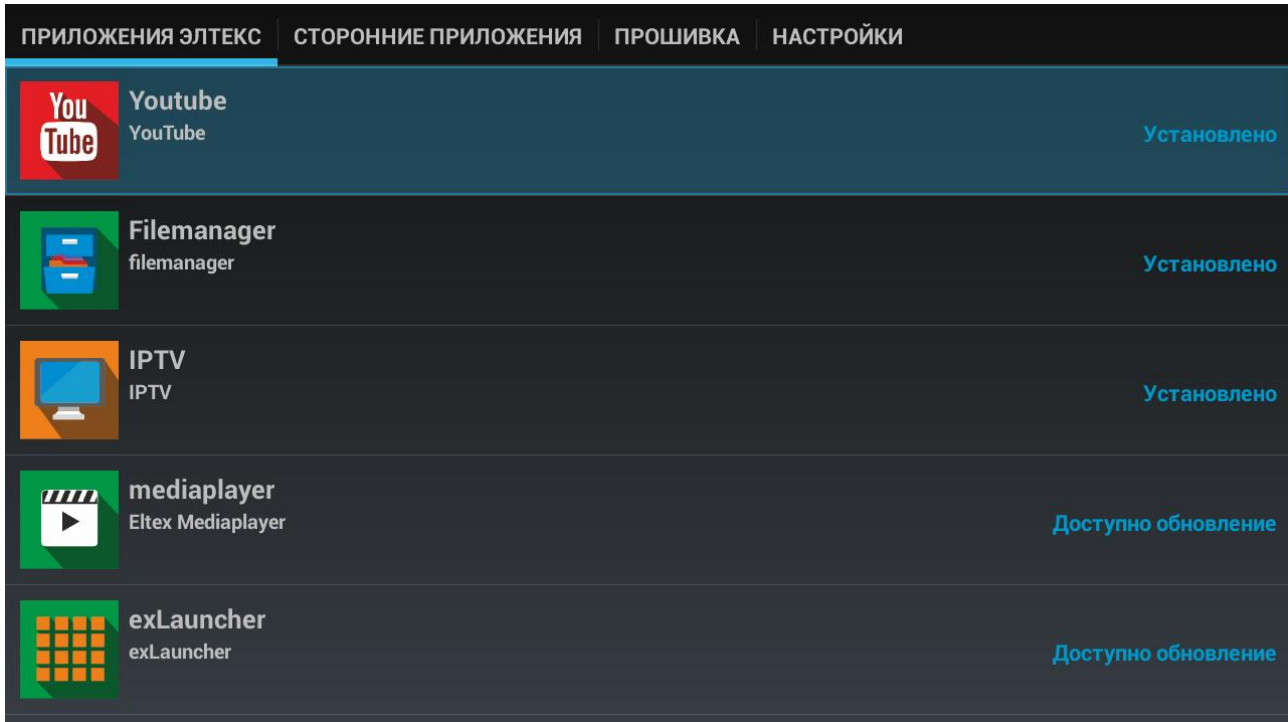 ПРИЛОЖЕНИЯ ЭЛТЕКС СТОРОННИЕ ПРИЛОЖЕНИЯ ПРОШИВКА НАСТРОЙКИ
You
Tube
Youtube
YouTube
Установлено
Filemanager
filemanager
Установлено
IPTV
IPTV
Установлено
mediaplayer
Eltex Mediaplayer
Доступно обновление
exLauncher
exLauncher
Доступно обновление